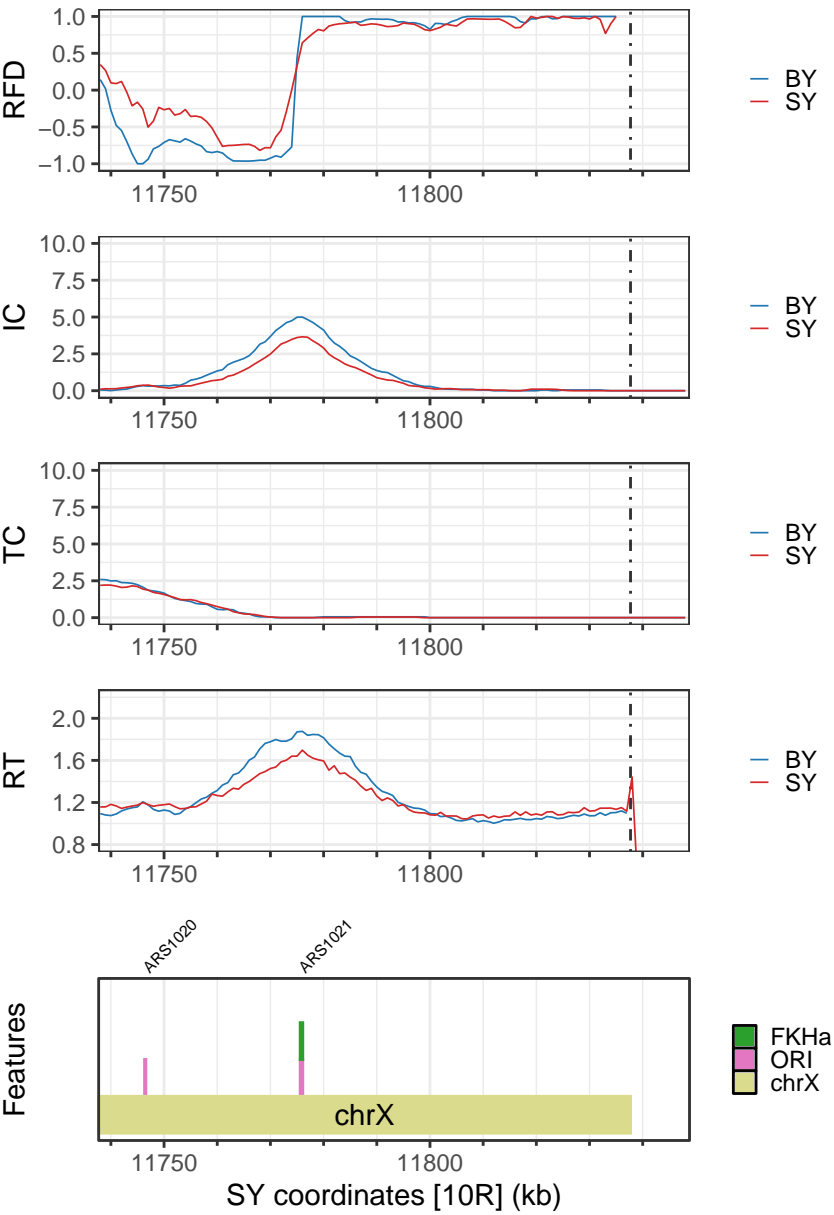 RFD
1.0
0.5
0.0
−0.5
−1.0
11750
11800
BY
SY
IC
10.0
7.5
5.0
2.5
0.0
11750
11800
BY
SY
TC
10.0
7.5
5.0
2.5
0.0
11750
11800
BY
SY
RT
2.0
1.6
1.2
0.8
11750
11800
BY
SY
ARS1020
ARS1021
Features
chrX
FKHa
ORI
chrX
11750
11800
SY coordinates [10R] (kb)